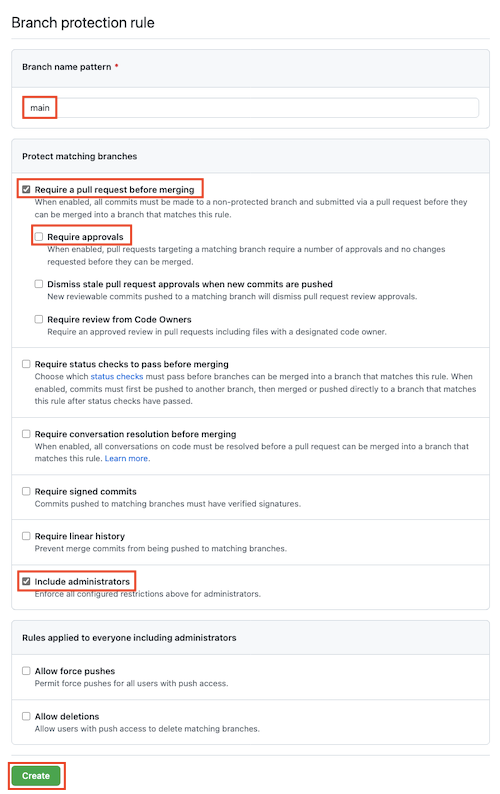 Branch protection rule
Branch name pattern *
main
Protect matching branches
Require a pull request before merging
When enabled, all commits must be made to a non-protected branch and submitted via a pull request before they
can be merged into a branch that matches this rule.
Require approvals
When enabled, pull requests targeting a matching branch require a number of approvals and no changes
requested before they can be merged.
Dismiss stale pull request approvals when new commits are pushed
New reviewable commits pushed to a matching branch will dismiss pull request review approvals.
Require review from Code Owners
Require an approved review in pull requests including files with a designated code owner.
Require status checks to pass before merging
Choose which status checks must pass before branches can be merged into a branch that matches this rule. When
enabled, commits must first be pushed to another branch, then merged or pushed directly to a branch that matches
this rule after status checks have passed.
Require conversation resolution before merging
When enabled, all conversations on code must be resolved before a pull request can be merged into a branch that
matches this rule. Learn more.
Require signed commits
Commits pushed to matching branches must have verified signatures.
Require linear history
Prevent merge commits from being pushed to matching branches.
Include administrators
Enforce all configured restrictions above for administrators.
Rules applied to everyone including administrators
Allow force pushes
Permit force pushes for all users with push access.
Allow deletions
Allow users with push access to delete matching branches.
Create